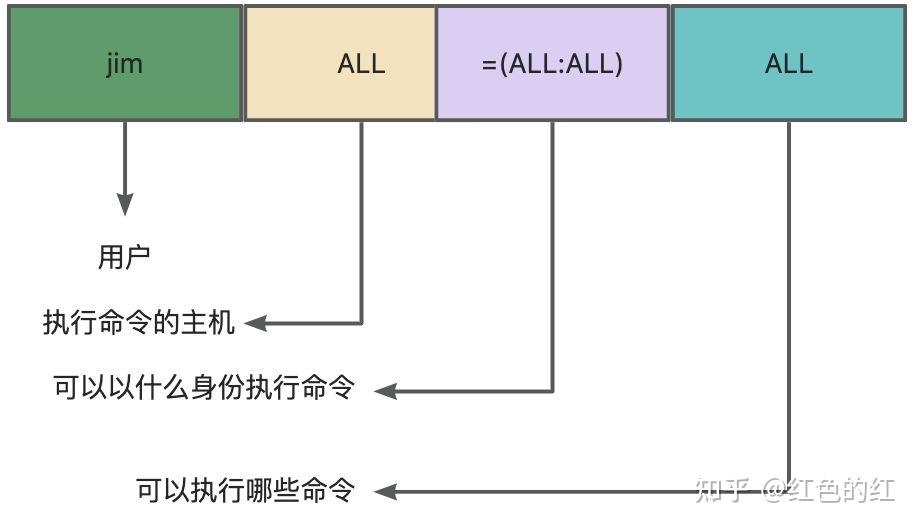 jim ALL =(ALL:ALL) ALL
用户
执行命令的主机
可以以什么身份执行命令
可以执行哪些命令
知乎 @红色的红